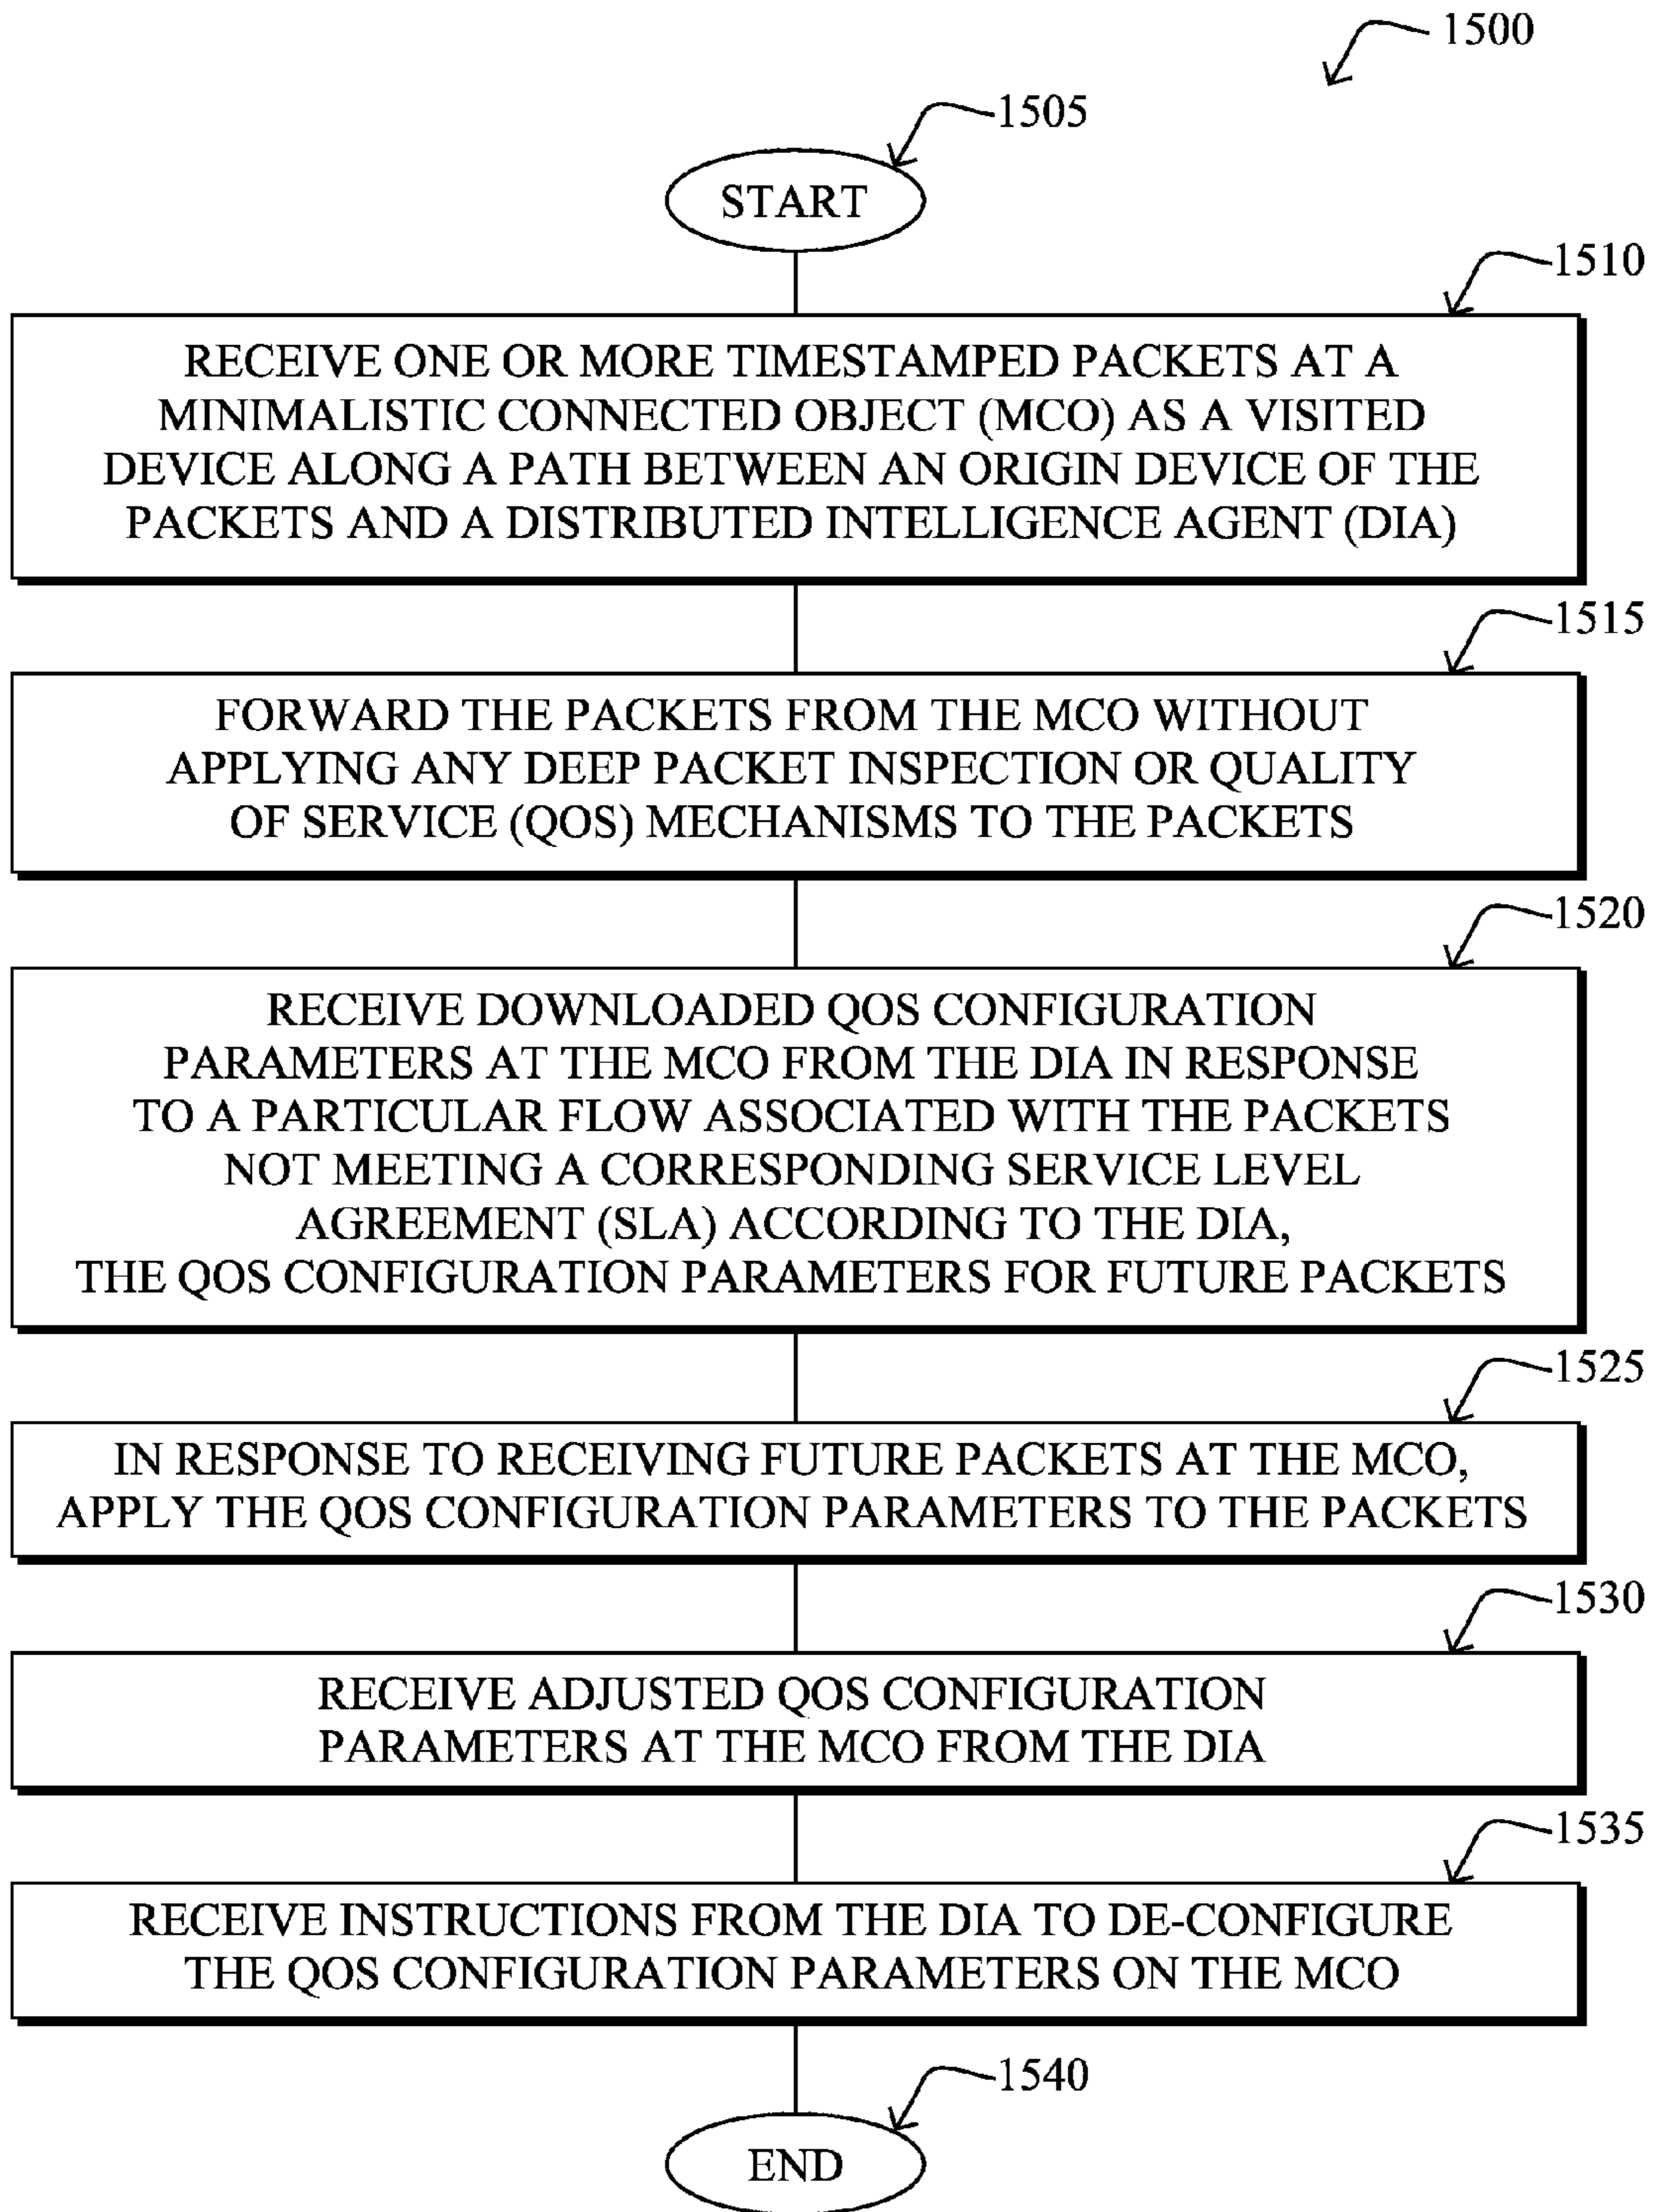 1500
1505
START
1510
RECEIVE ONE OR MORE TIMESTAMPED PACKETS AT A
MINIMALISTIC CONNECTED OBJECT (MCO) AS A VISITED
DEVICE ALONG A PATH BETWEEN AN ORIGIN DEVICE OF THE
PACKETS AND A DISTRIBUTED INTELLIGENCE AGENT (DIA)
1515
FORWARD THE PACKETS FROM THE MCO WITHOUT
APPLYING ANY DEEP PACKET INSPECTION OR QUALITY
OF SERVICE (QOS) MECHANISMS TO THE PACKETS
1520
RECEIVE DOWNLOADED QOS CONFIGURATION
PARAMETERS AT THE MCO FROM THE DIA IN RESPONSE
TO A PARTICULAR FLOW ASSOCIATED WITH THE PACKETS
NOT MEETING A CORRESPONDING SERVICE LEVEL
AGREEMENT (SLA) ACCORDING TO THE DIA,
THE QOS CONFIGURATION PARAMETERS FOR FUTURE PACKETS
1525
IN RESPONSE TO RECEIVING FUTURE PACKETS AT THE MCO,
APPLY THE QOS CONFIGURATION PARAMETERS TO THE PACKETS
1530
RECEIVE ADJUSTED QOS CONFIGURATION
PARAMETERS AT THE MCO FROM THE DIA
1535
RECEIVE INSTRUCTIONS FROM THE DIA TO DE-CONFIGURE
THE QOS CONFIGURATION PARAMETERS ON THE MCO
1540
END